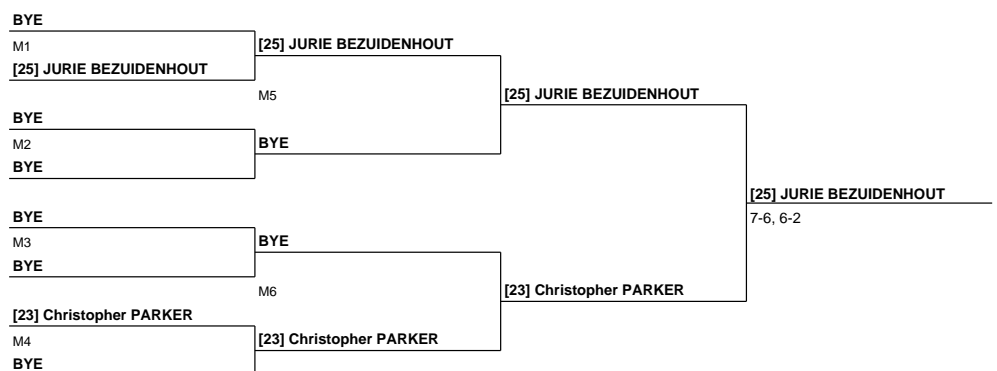 BYE
M1
[25] JURIE BEZUIDENHOUT
BYE
M2
BYE
BYE
M3
BYE
[23] Christopher PARKER
M4
BYE
[25] JURIE BEZUIDENHOUT
M5
BYE
BYE
M6
[23] Christopher PARKER
[25] JURIE BEZUIDENHOUT
[23] Christopher PARKER
[25] JURIE BEZUIDENHOUT
7-6, 6-2